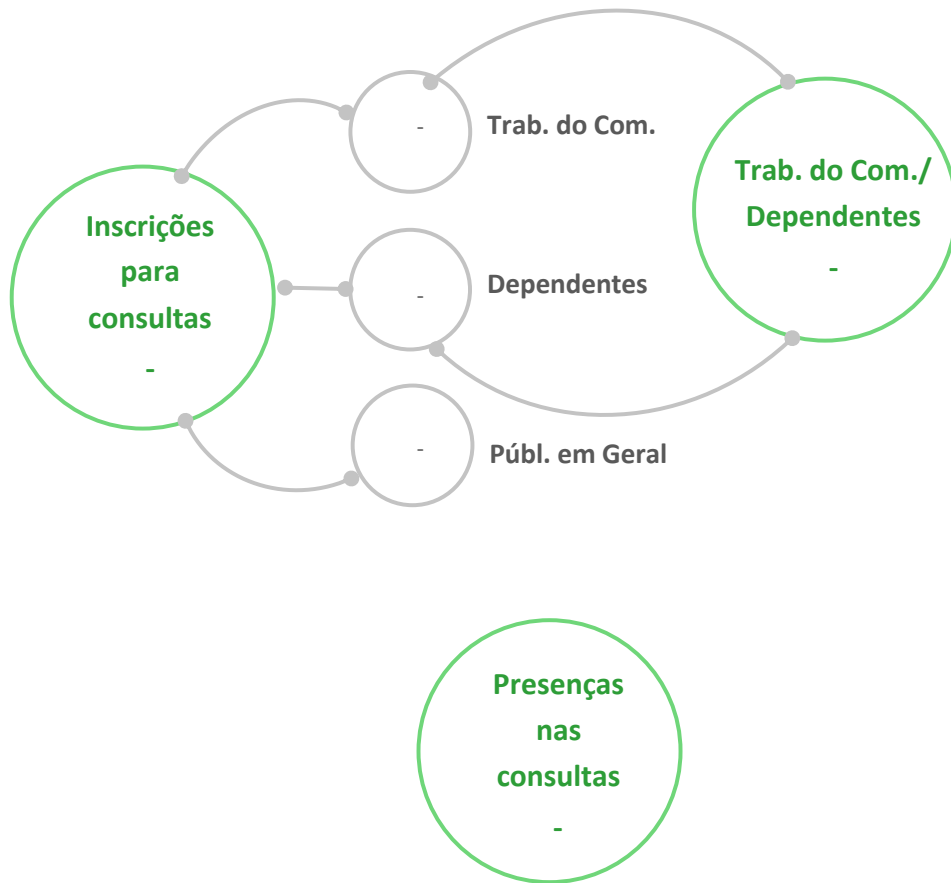 Inscrições
para
consultas
-
-
Trab. do Com.
-
Dependentes
-
Públ. em Geral
Trab. do Com./
Dependentes
-
Presenças
nas
consultas
-